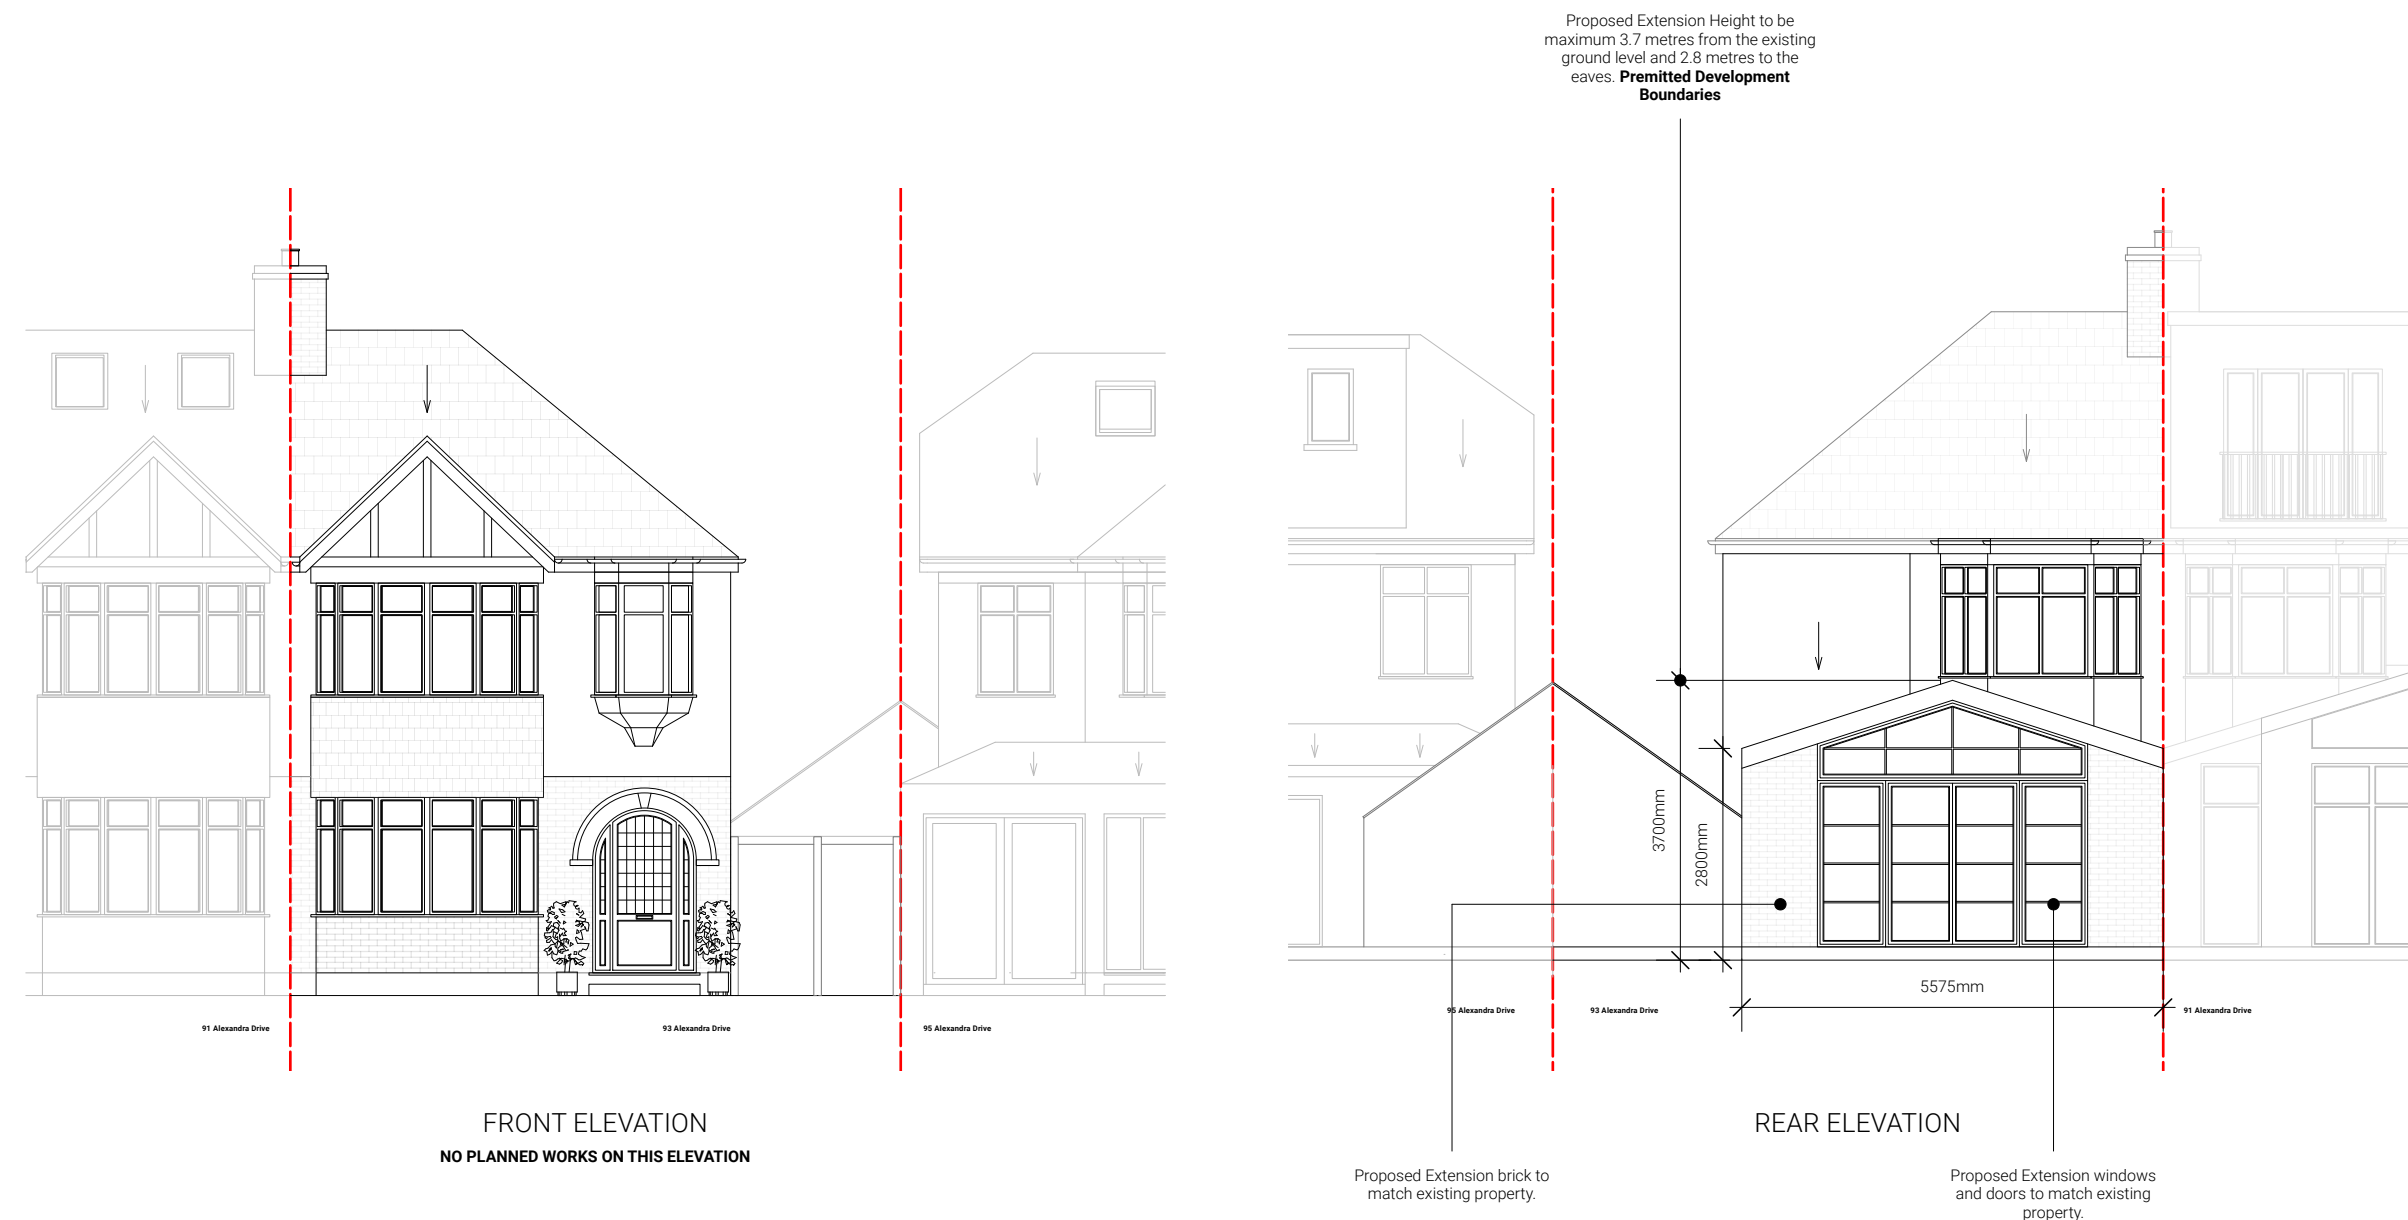 Proposed Extension Height to be
maximum 3.7 metres from the existing
ground level and 2.8 metres to the
eaves. Premitted Development
Boundaries
3700mm
2800mm
5575mm
91 Alexandra Drive
93 Alexandra Drive
95 Alexandra Drive
95 Alexandra Drive
93 Alexandra Drive
91 Alexandra Drive
FRONT ELEVATION
NO PLANNED WORKS ON THIS ELEVATION
REAR ELEVATION
Proposed Extension brick to
match existing property.
Proposed Extension windows
and doors to match existing
property.